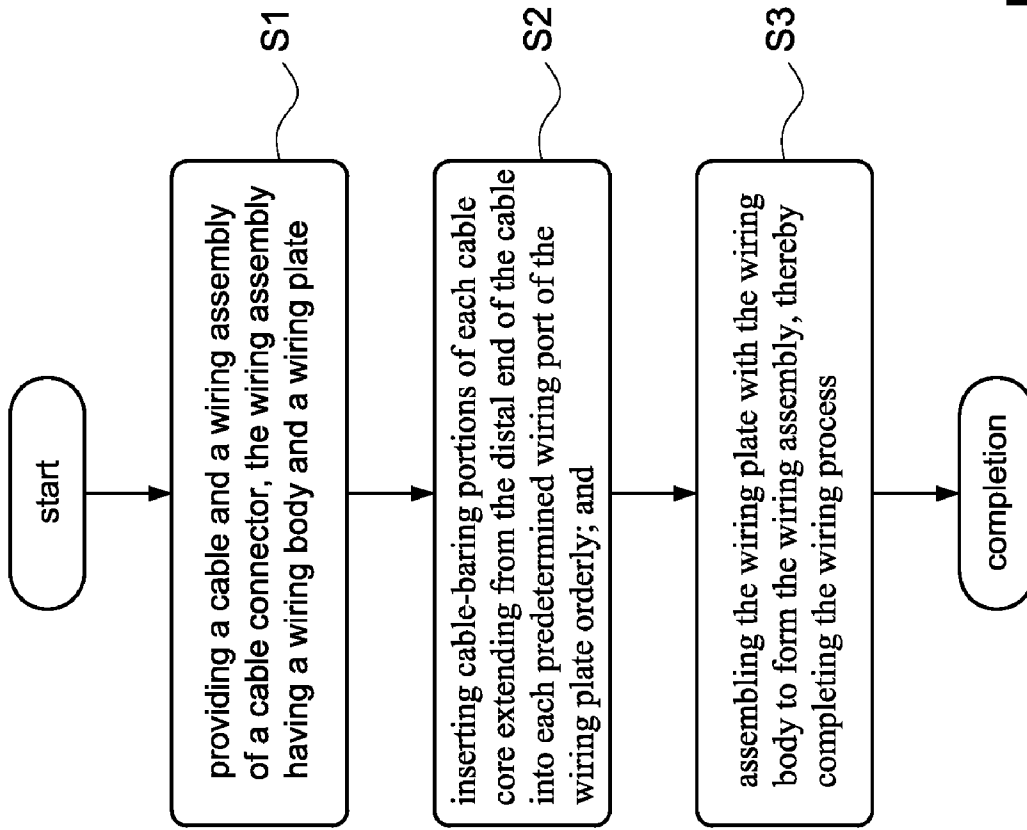 start
providing a cable and a wiring assembly
of a cable connector, the wiring assembly
having a wiring body and a wiring plate
S1
inserting cable-baring portions of each cable
core extending from the distal end of the cable
into each predetermined wiring port of the
wiring plate orderly; and
S2
assembling the wiring plate with the wiring
body to form the wiring assembly, thereby
completing the wiring process
S3
completion